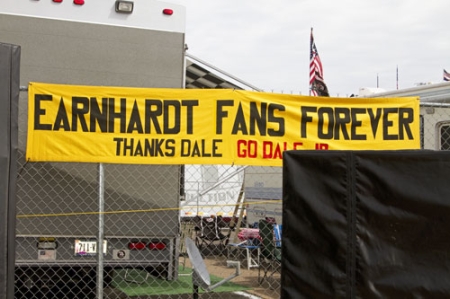 EARNHARDT FANS FOREVER
THANKS DALE GO DALE JR